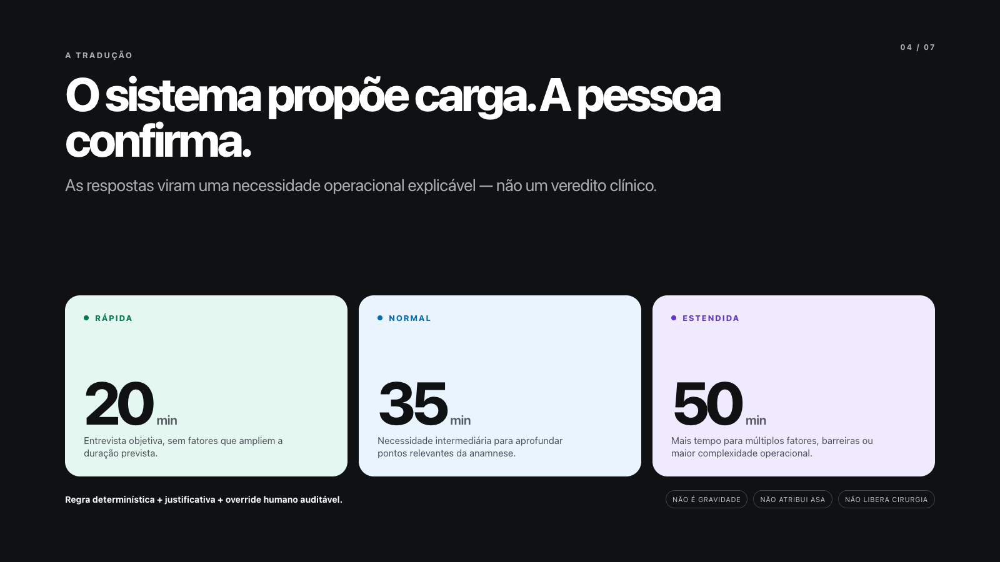 A TRADUÇÃO
04 / 07
O sistema propõe carga. A pessoa
confirma.
As respostas viram uma necessidade operacional explicável — não um veredito clínico.
RÁPIDA
20 min
Entrevista objetiva, sem fatores que ampliem a
duração prevista.
NORMAL
35 min
Necessidade intermediária para aprofundar
pontos relevantes da anamnese.
ESTENDIDA
50 min
Mais tempo para múltiplos fatores, barreiras ou
maior complexidade operacional.
Regra determinística + justificativa + override humano auditável.
NÃO É GRAVIDADE
NÃO ATRIBUI ASA
NÃO LIBERA CIRURGIA